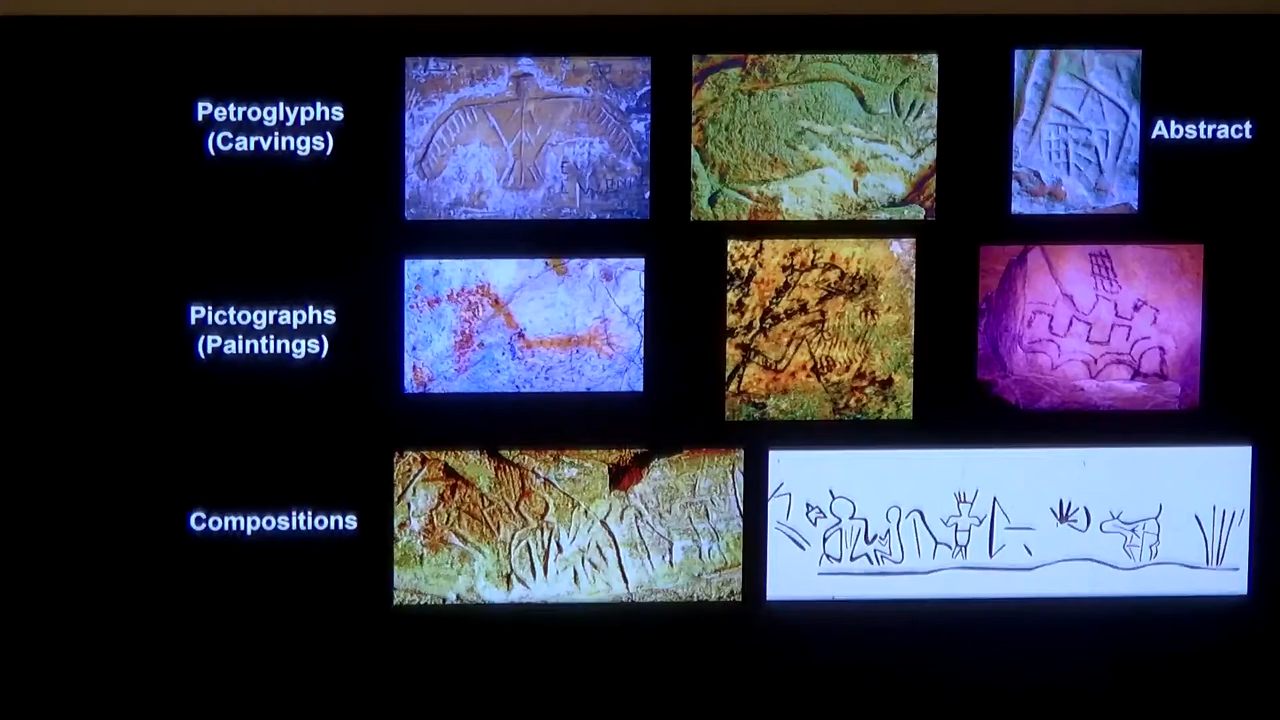 Petroglyphs
(Carvings)
Abstract
Pictographs
(Paintings)
Compositions